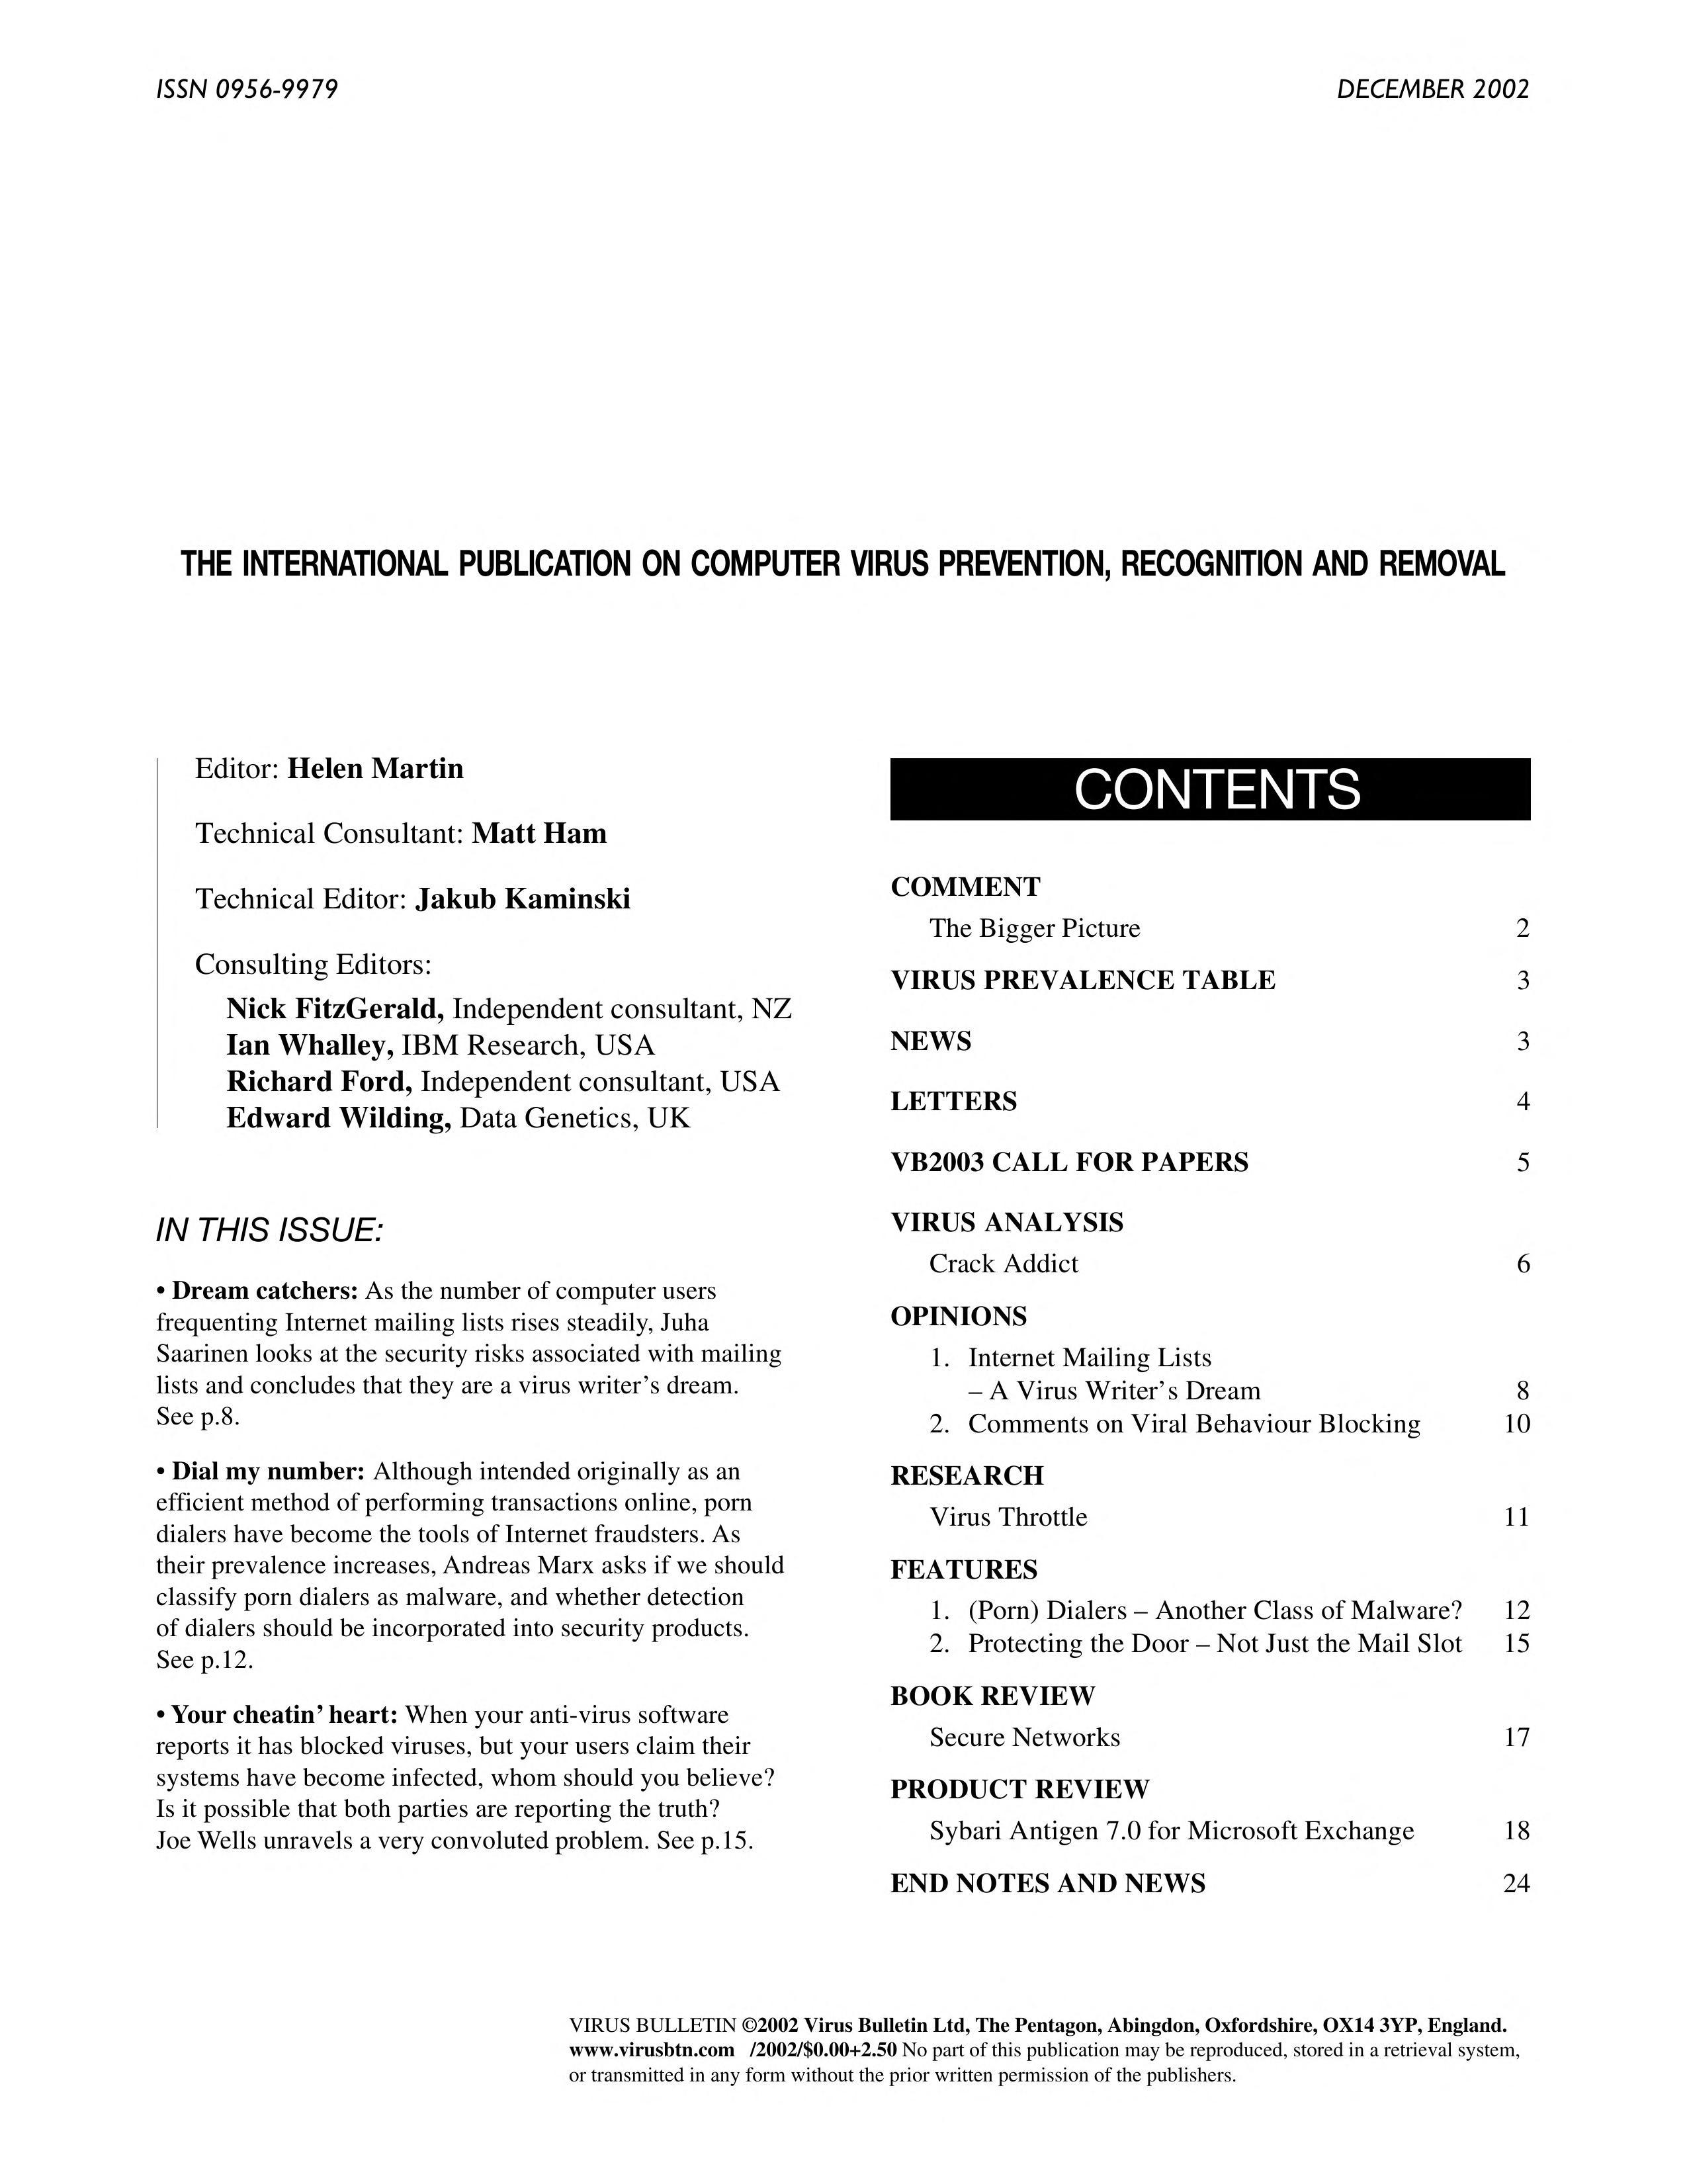 ISSN 0956-9979
DECEMBER 2002
THE INTERNATIONAL PUBLICATION ON COMPUTER VIRUS PREVENTION, RECOGNITION AND REMOVAL
Editor: Helen Martin
Technical Consultant: Matt Ham
Technical Editor: Jakub Kaminski
Consulting Editors:
Nick FitzGerald, Independent consultant, NZ
Ian Whalley, IBM Research, USA
Richard Ford, Independent consultant, USA
Edward Wilding, Data Genetics, UK
IN THIS ISSUE:
• Dream catchers: As the number of computer users
frequenting Internet mailing lists rises steadily, Juha
Saarinen looks at the security risks associated with mailing
lists and concludes that they are a virus writer's dream.
See p.8.
• Dial my number: Although intended originally as an
efficient method of performing transactions online, porn
dialers have become the tools of Internet fraudsters. As
their prevalence increases, Andreas Marx asks if we should
classify porn dialers as malware, and whether detection
of dialers should be incorporated into security products.
See p.12.
• Your cheatin' heart: When your anti-virus software
reports it has blocked viruses, but your users claim their
systems have become infected, whom should you believe?
Is it possible that both parties are reporting the truth?
Joe Wells unravels a very convoluted problem. See p.15.
CONTENTS
COMMENT
The Bigger Picture 2
VIRUS PREVALENCE TABLE 3
NEWS 3
LETTERS 4
VB2003 CALL FOR PAPERS 5
VIRUS ANALYSIS
Crack Addict 6
OPINIONS
1. Internet Mailing Lists
– A Virus Writer's Dream 8
2. Comments on Viral Behaviour Blocking 10
RESEARCH
Virus Throttle 11
FEATURES
1. (Porn) Dialers – Another Class of Malware? 12
2. Protecting the Door – Not Just the Mail Slot 15
BOOK REVIEW
Secure Networks 17
PRODUCT REVIEW
Sybari Antigen 7.0 for Microsoft Exchange 18
END NOTES AND NEWS 24
VIRUS BULLETIN ©2002 Virus Bulletin Ltd, The Pentagon, Abingdon, Oxfordshire, OX14 3YP, England.
www.virusbtn.com /2002/$0.00+2.50 No part of this publication may be reproduced, stored in a retrieval system,
or transmitted in any form without the prior written permission of the publishers.